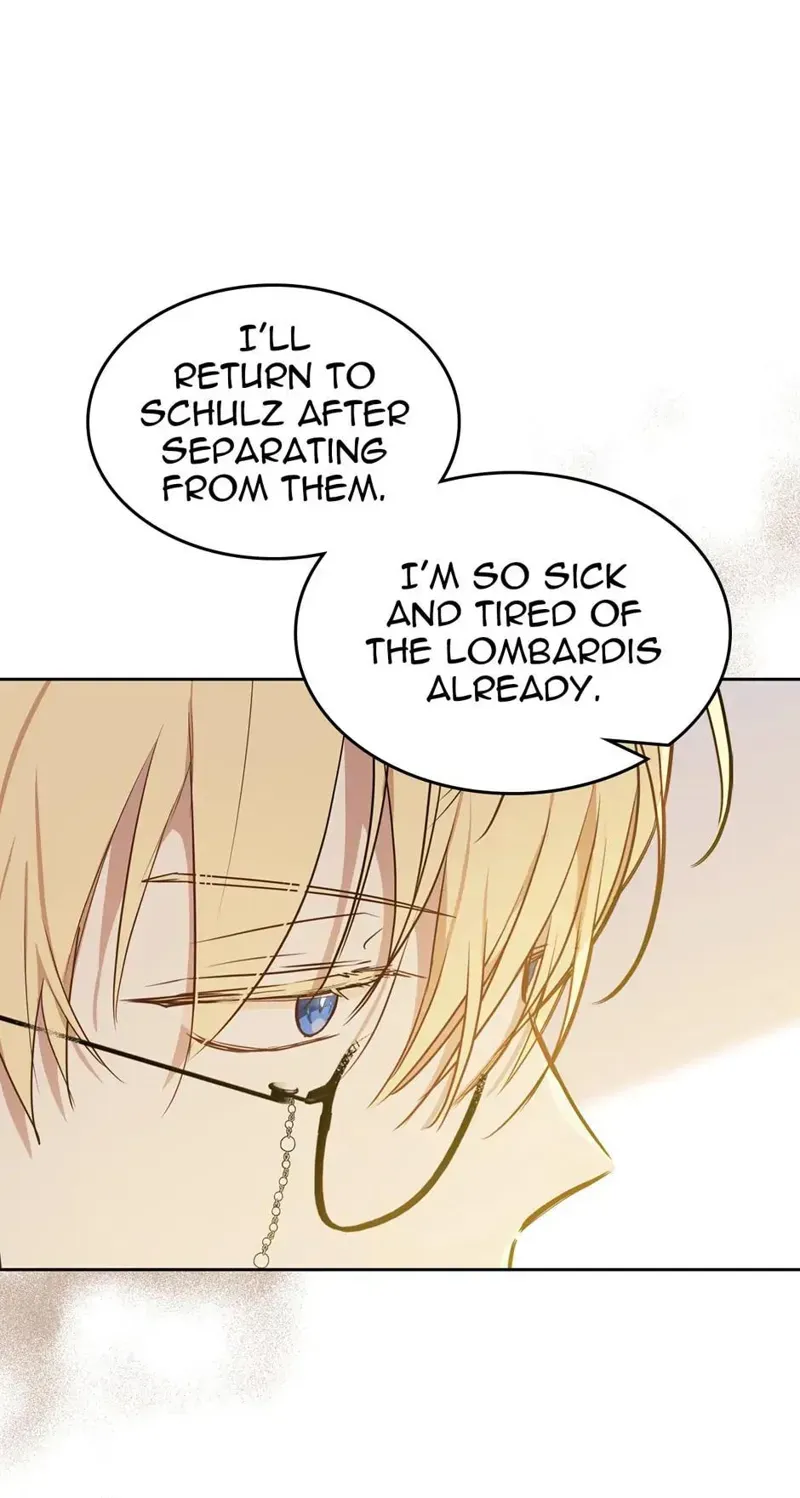 I'LL
RETURN TO
SCHULZ AFTER
SEPARATING
FROM THEM.
I'M SO SICK
AND TIRED OF
THE LOMBARDIS
ALREADY.